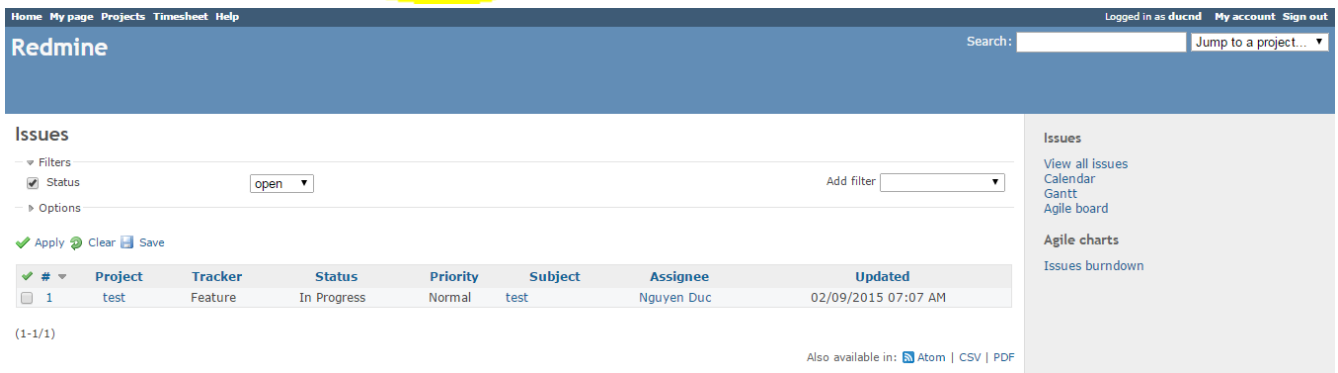 Home My page Projects Timesheet Help Logged in as ducnd My account Sign out
Redmine Search: Jump to a project...
Issues
Filters
Status open Add filter
Options
Apply Clear Save
# Project Tracker Status Priority Subject Assignee Updated
1 test Feature In Progress Normal test Nguyen Duc 02/09/2015 07:07 AM
(1-1/1)
Also available in: Atom | CSV | PDF
Issues
View all issues
Calendar
Gantt
Agile board
Agile charts
Issues burndown